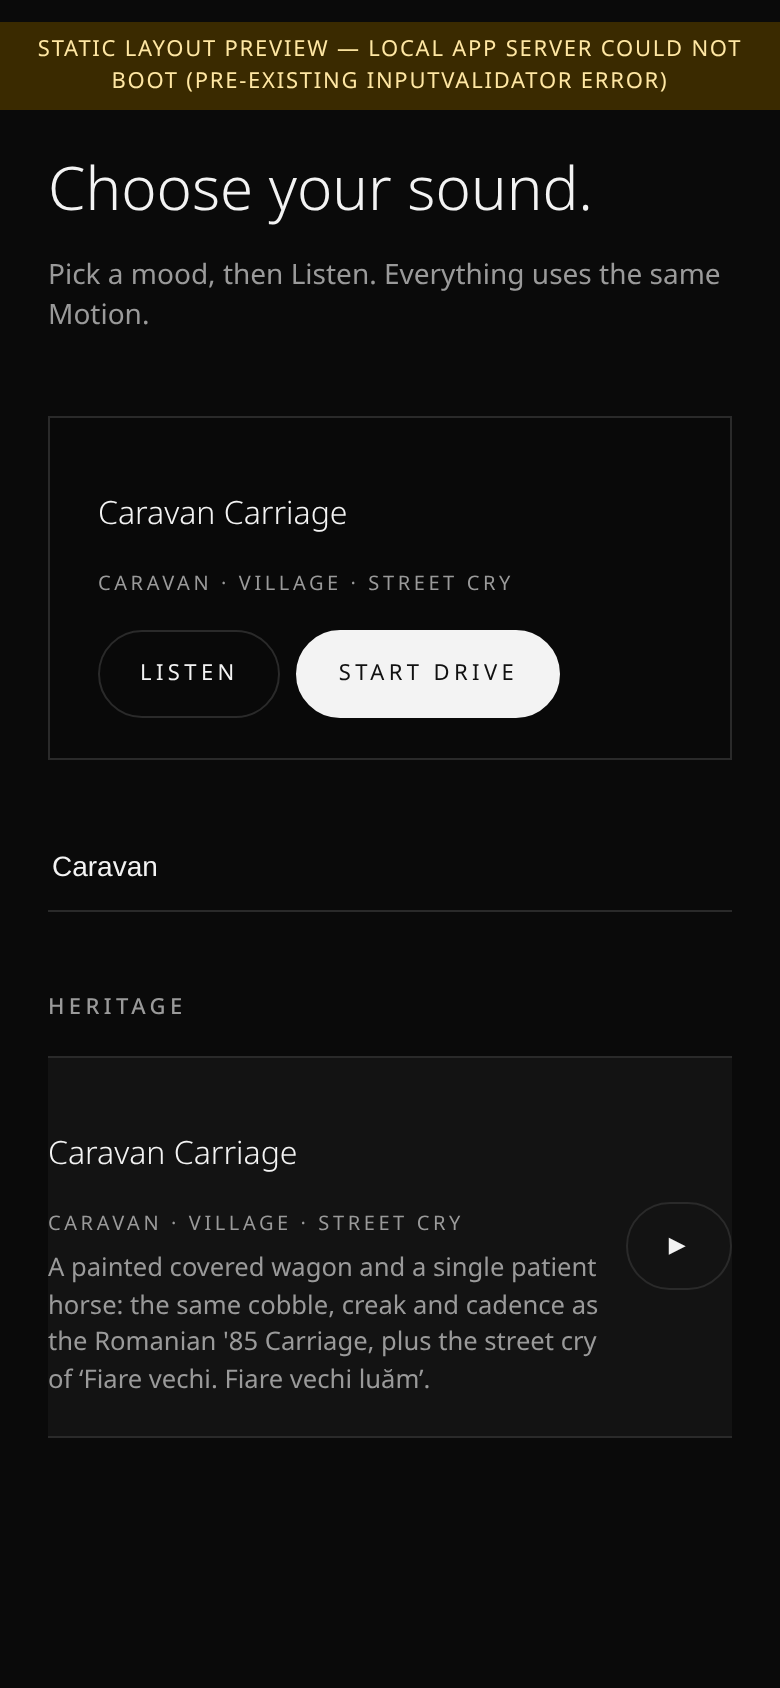 STATIC LAYOUT PREVIEW — LOCAL APP SERVER COULD NOT
BOOT (PRE-EXISTING INPUTVALIDATOR ERROR)
Choose your sound.
Pick a mood, then Listen. Everything uses the same
Motion.
Caravan Carriage
CARAVAN · VILLAGE · STREET CRY
LISTEN
START DRIVE
Caravan
HERITAGE
Caravan Carriage
CARAVAN · VILLAGE · STREET CRY
A painted covered wagon and a single patient
horse: the same cobble, creak and cadence as
the Romanian '85 Carriage, plus the street cry
of ‘Fiare vechi. Fiare vechi luăm’.